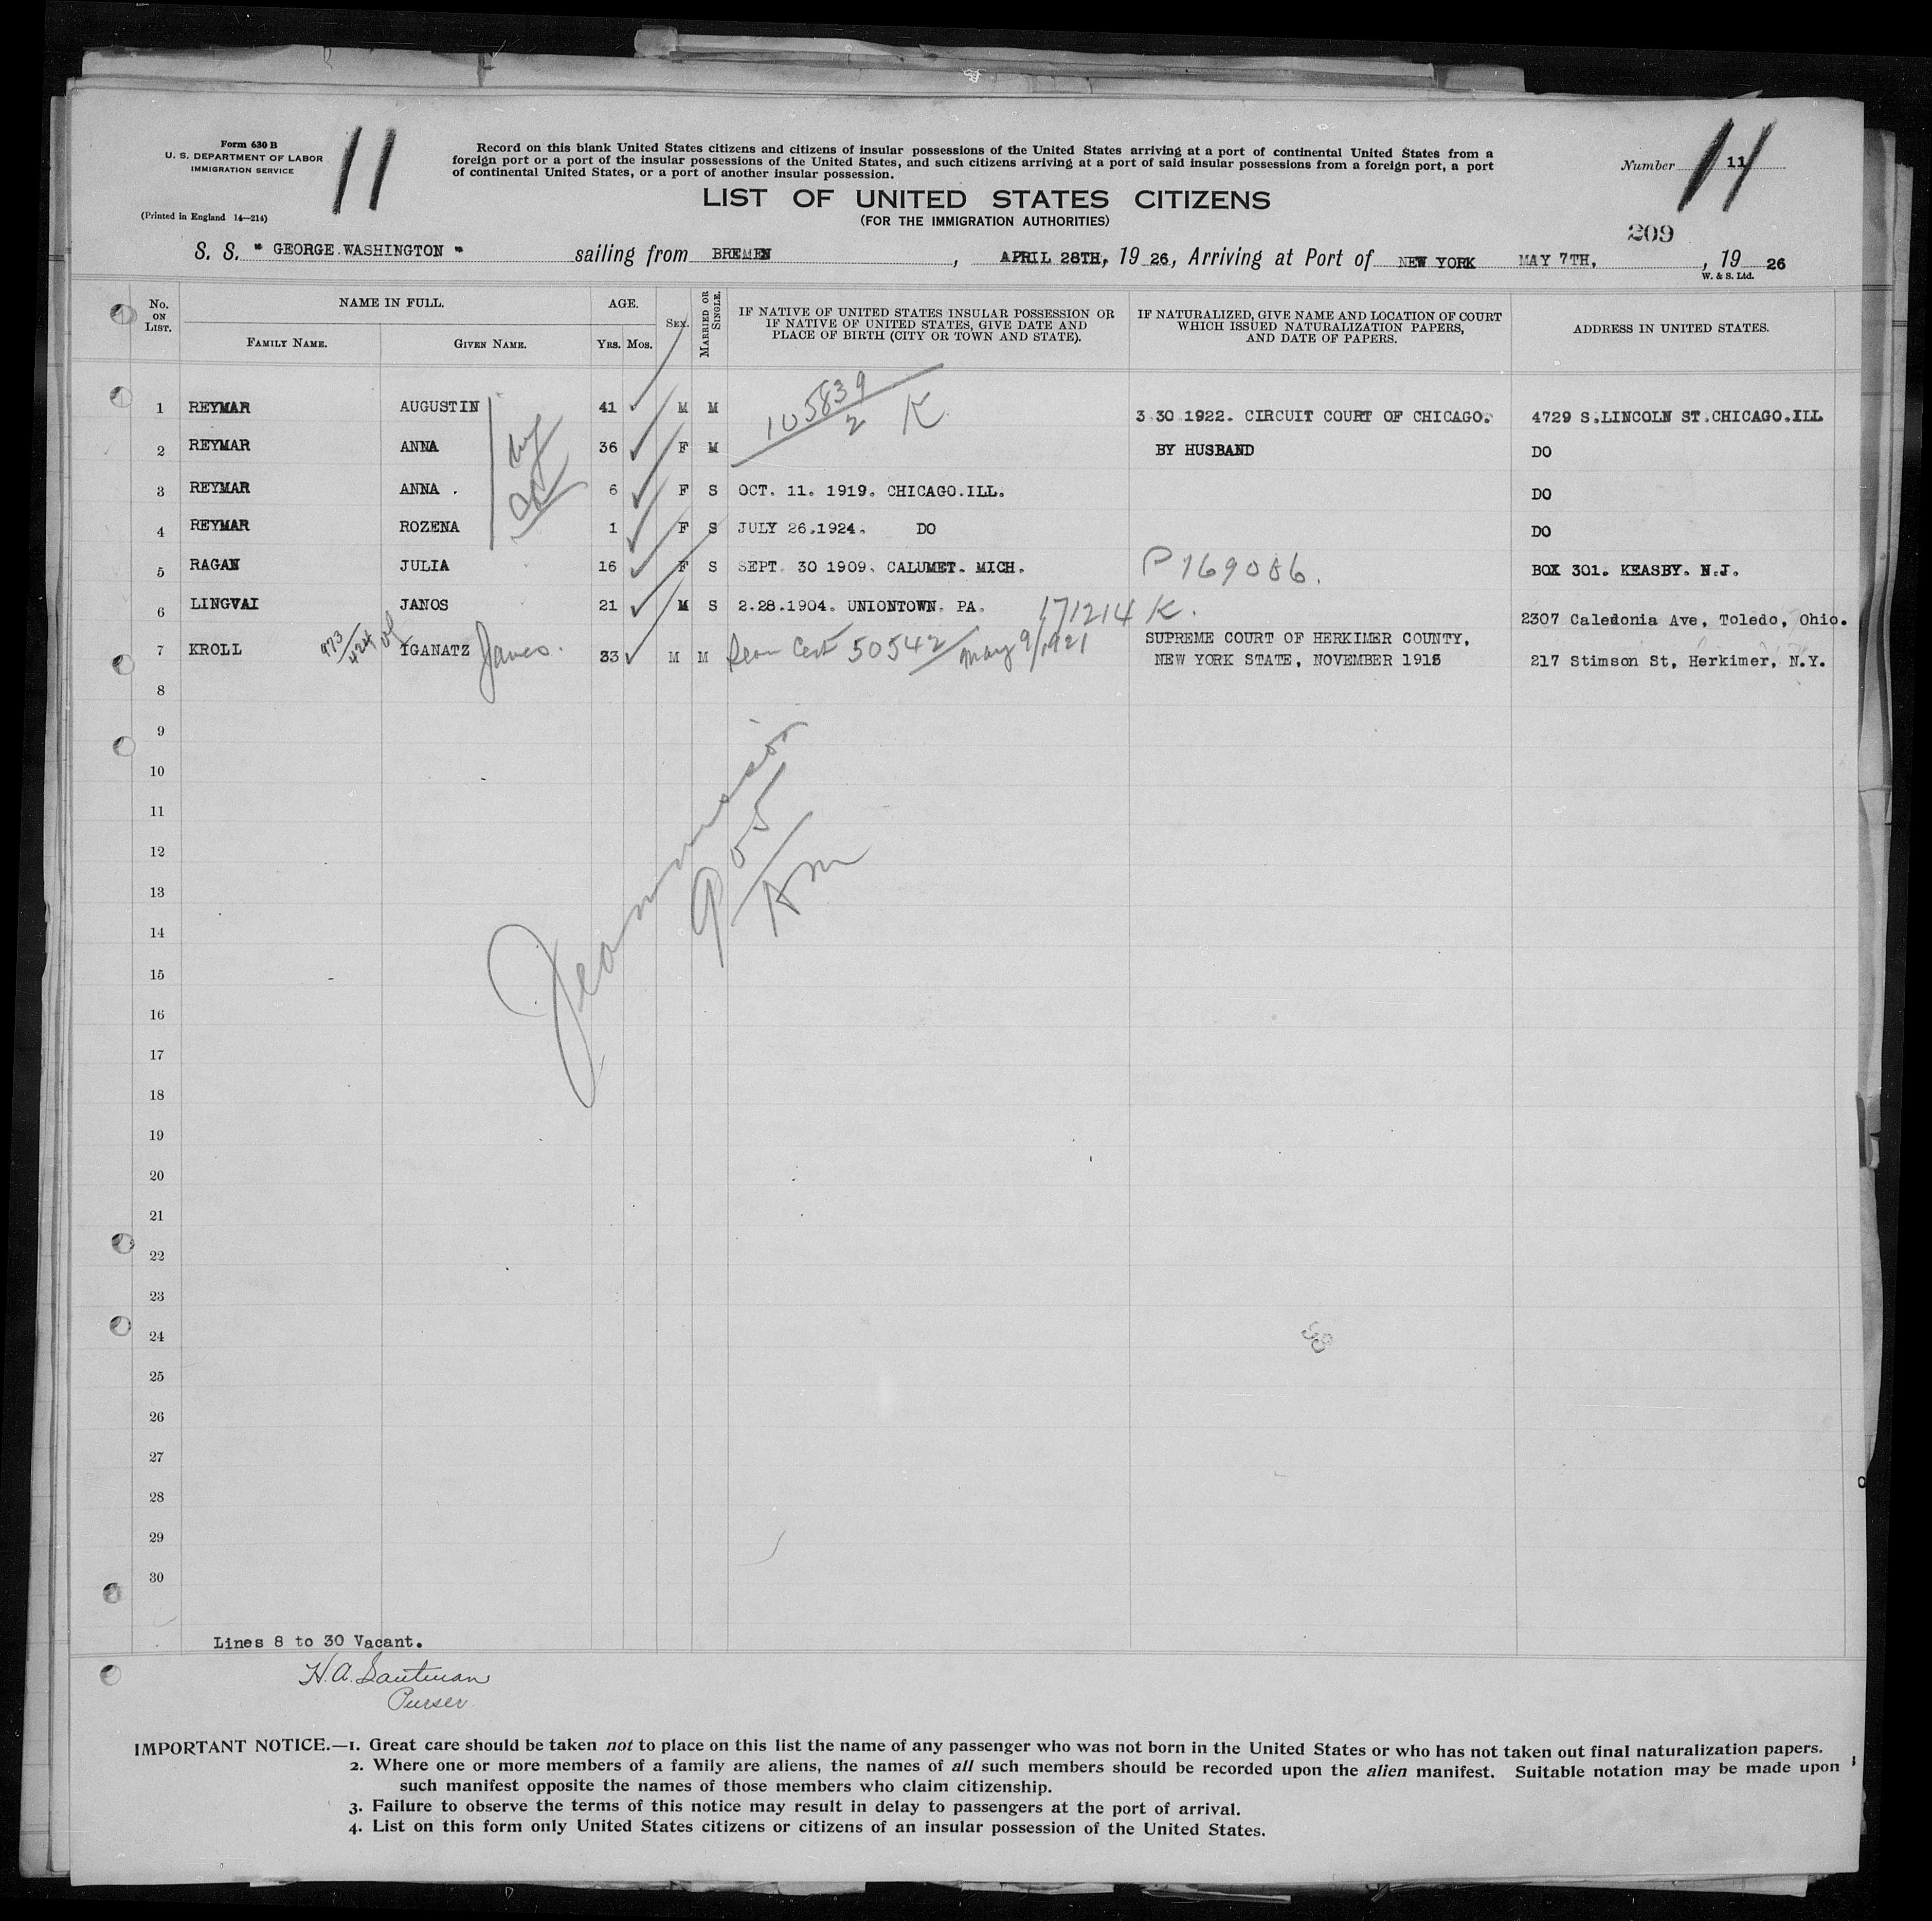 Form 630 B
U. S. DEPARTMENT OF LABOR
IMMIGRATION SERVICE
(Printed in England 14—214)
11
Record on this blank United States citizens and citizens of insular possessions of the United States arriving at a port of continental United States from a
foreign port or a port of the insular possessions of the United States, and such citizens arriving at a port of said insular possessions from a foreign port, a port
of continental United States, or a port of another insular possession.
Number 11
11
LIST OF UNITED STATES CITIZENS
(FOR THE IMMIGRATION AUTHORITIES)
209
S. S. " GEORGE WASHINGTON " sailing from BREMEN , APRIL 28TH, 19 26, Arriving at Port of NEW YORK MAY 7TH, , 19 26
W. & S. Ltd.
No. ON LIST. NAME IN FULL. AGE. SEX. MARRIED OR SINGLE. IF NATIVE OF UNITED STATES INSULAR POSSESSION OR IF NATIVE OF UNITED STATES, GIVE DATE AND PLACE OF BIRTH (CITY OR TOWN AND STATE). IF NATURALIZED, GIVE NAME AND LOCATION OF COURT WHICH ISSUED NATURALIZATION PAPERS, AND DATE OF PAPERS. ADDRESS IN UNITED STATES.
FAMILY NAME. GIVEN NAME. YRS. MOS.
105839
2 K
1 REYMAR AUGUSTIN 41 M M 3 30 1922. CIRCUIT COURT OF CHICAGO. 4729 S.LINCOLN ST.CHICAGO.ILL
2 REYMAR ANNA 36 F M BY HUSBAND DO
3 REYMAR ANNA . 6 F S OCT. 11. 1919. CHICAGO.ILL. DO
4 REYMAR ROZENA 1 F S JULY 26.1924. DO DO
5 RAGAN JULIA 16 F S SEPT. 30 1909. CALUMET. MICH. P 169086. BOX 301. KEASBY. N.J.
6 LINGVAI JANOS 21 M S 2.28.1904. UNIONTOWN. PA. 171214 K. 2307 Caledonia Ave, Toledo, Ohio.
7 KROLL 973/424 IGANATZ James. 33 M M Cert 50542 May 9/1921 SUPREME COURT OF HERKIMER COUNTY,
NEW YORK STATE, NOVEMBER 1918 217 Stimson St, Herkimer, N.Y.
8
9
10
11
12
13
14
15
16
17
18
19
20
21
22
23
24
25
26
27
28
29
30
905
Lines 8 to 30 Vacant.
H. A. Sautman
Purser
IMPORTANT NOTICE.—1. Great care should be taken not to place on this list the name of any passenger who was not born in the United States or who has not taken out final naturalization papers.
2. Where one or more members of a family are aliens, the names of all such members should be recorded upon the alien manifest. Suitable notation may be made upon
such manifest opposite the names of those members who claim citizenship.
3. Failure to observe the terms of this notice may result in delay to passengers at the port of arrival.
4. List on this form only United States citizens or citizens of an insular possession of the United States.